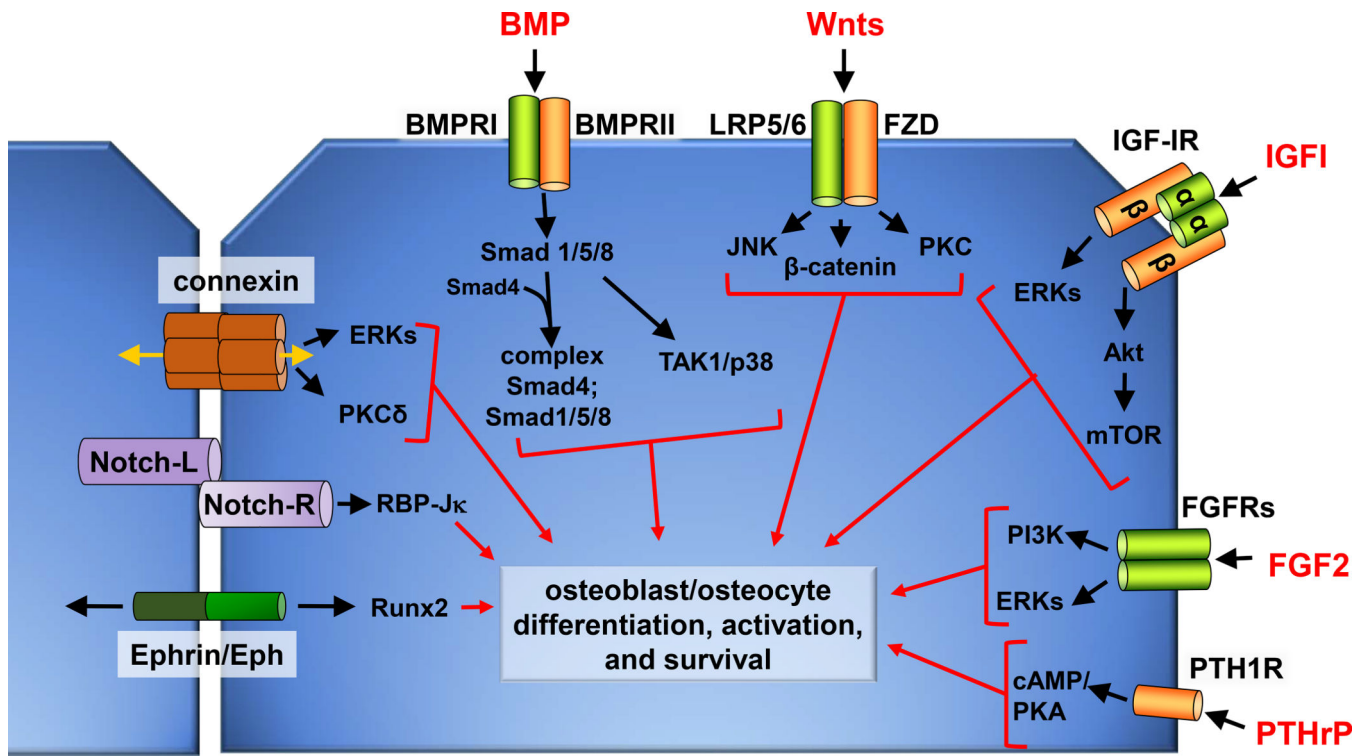 BMP
Wnts
BMPRI
BMPRII
LRP5/6
FZD
IGF-IR
IGFI
α
α
β
β
Smad 1/5/8
Smad4
complex
Smad4;
Smad1/5/8
TAK1/p38
JNK
β-catenin
PKC
ERKs
Akt
mTOR
connexin
ERKs
PKCδ
Notch-L
Notch-R
RBP-Jκ
Ephrin/Eph
Runx2
osteoblast/osteocyte
differentiation, activation,
and survival
FGFRs
FGF2
PI3K
ERKs
PTH1R
PTHrP
cAMP/
PKA